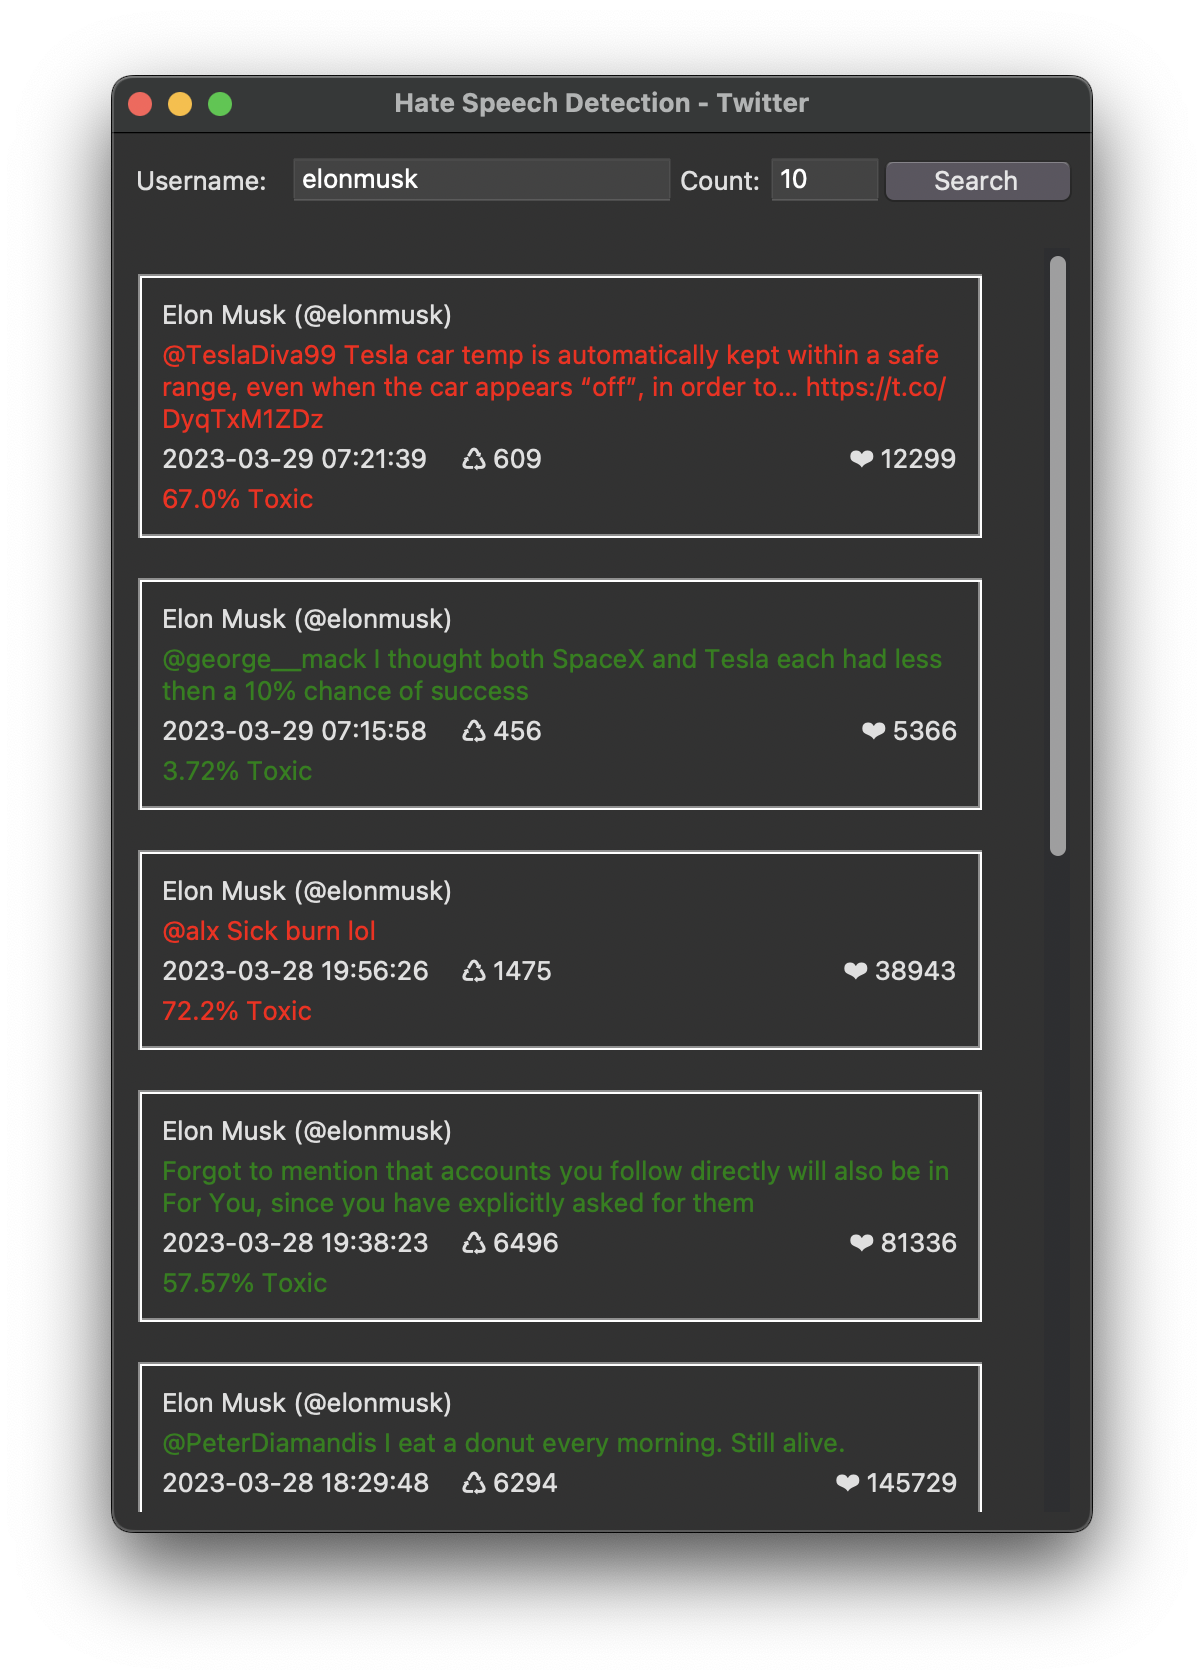 Hate Speech Detection - Twitter
Username: elonmusk Count: 10 Search
Elon Musk (@elonmusk)
@TeslaDiva99 Tesla car temp is automatically kept within a safe
range, even when the car appears “off”, in order to… https://t.co/
DyqTxM1ZDz
2023-03-29 07:21:39 ♺ 609 ❤ 12299
67.0% Toxic
Elon Musk (@elonmusk)
@george__mack I thought both SpaceX and Tesla each had less
then a 10% chance of success
2023-03-29 07:15:58 ♺ 456 ❤ 5366
3.72% Toxic
Elon Musk (@elonmusk)
@alx Sick burn lol
2023-03-28 19:56:26 ♺ 1475 ❤ 38943
72.2% Toxic
Elon Musk (@elonmusk)
Forgot to mention that accounts you follow directly will also be in
For You, since you have explicitly asked for them
2023-03-28 19:38:23 ♺ 6496 ❤ 81336
57.57% Toxic
Elon Musk (@elonmusk)
@PeterDiamandis I eat a donut every morning. Still alive.
2023-03-28 18:29:48 ♺ 6294 ❤ 145729